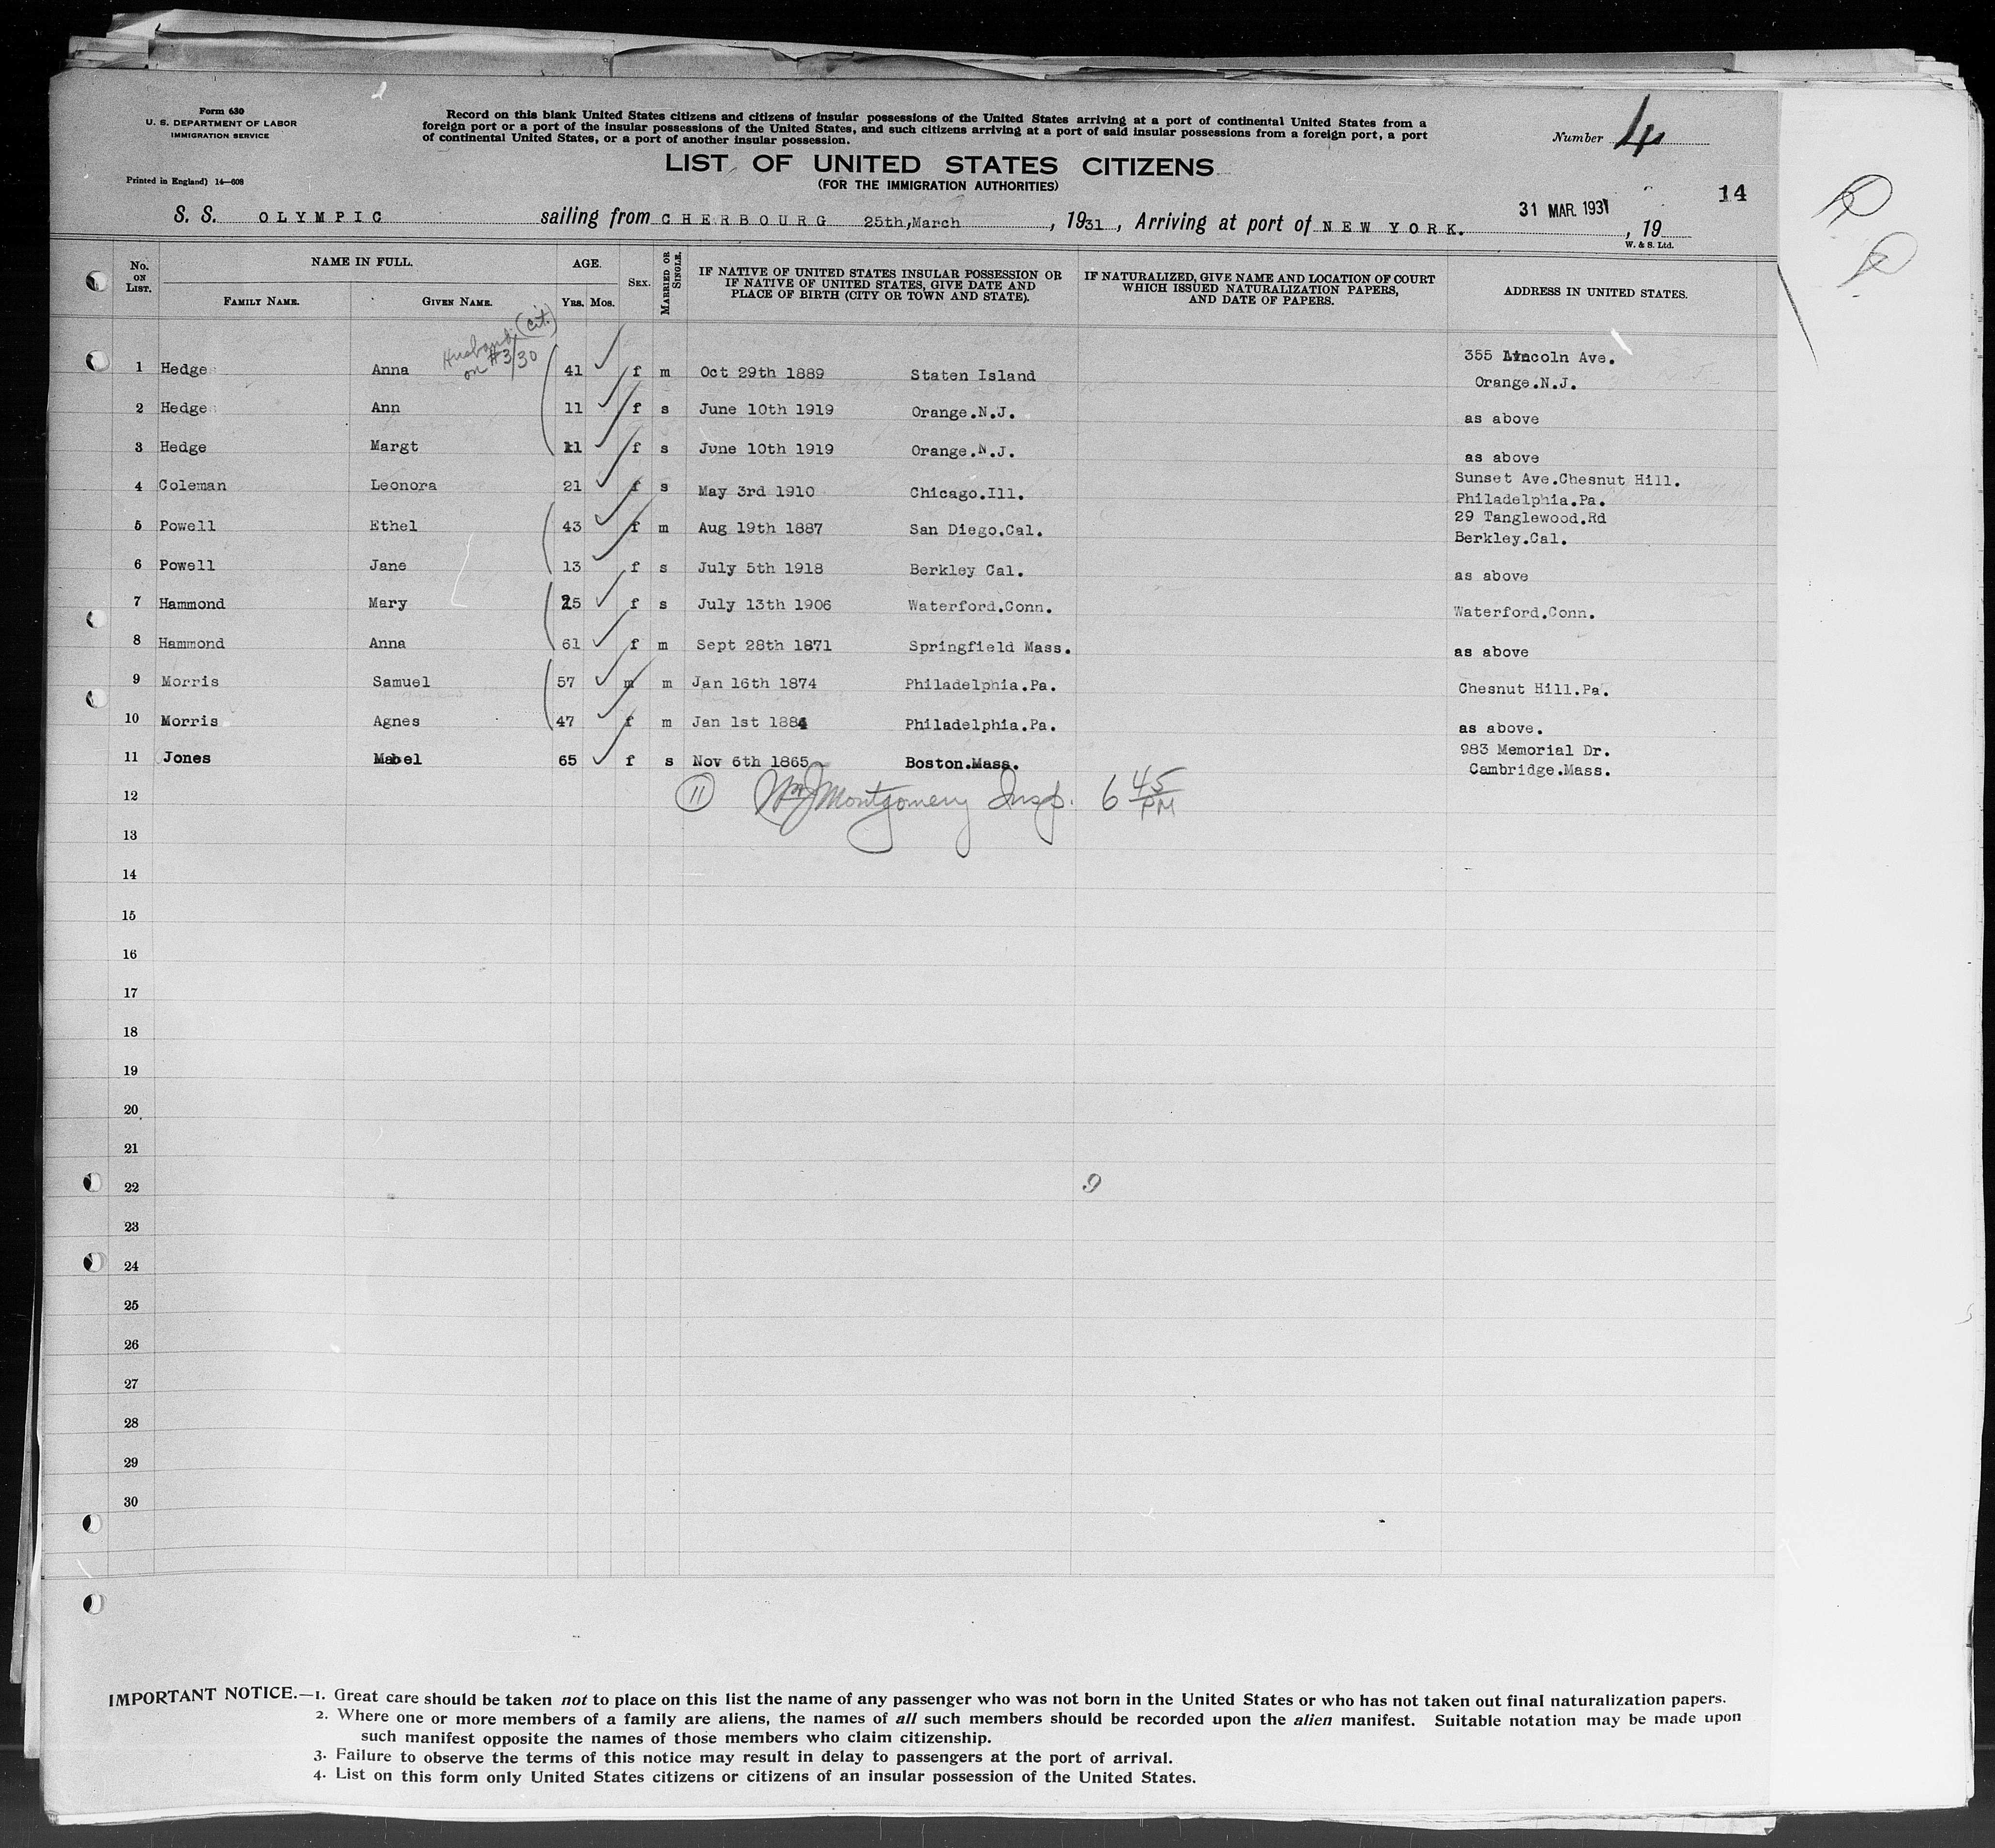 Form 630
U. S. DEPARTMENT OF LABOR
IMMIGRATION SERVICE
Printed in England) 14—608
Record on this blank United States citizens and citizens of insular possessions of the United States arriving at a port of continental United States from a
foreign port or a port of the insular possessions of the United States, and such citizens arriving at a port of said insular possessions from a foreign port, a port
of continental United States, or a port of another insular possession.
Number 4
LIST OF UNITED STATES CITIZENS
(FOR THE IMMIGRATION AUTHORITIES)
14
S. S. OLYMPIC sailing from CHERBOURG 25th,March, 1931, Arriving at port of NEW YORK. 31 MAR. 1931, 19
W. & S. Ltd.
No. ON LIST. NAME IN FULL. FAMILY NAME. GIVEN NAME. AGE. YRS. MOS. SEX. MARRIED OR SINGLE. IF NATIVE OF UNITED STATES INSULAR POSSESSION OR IF NATIVE OF UNITED STATES, GIVE DATE AND PLACE OF BIRTH (CITY OR TOWN AND STATE). IF NATURALIZED, GIVE NAME AND LOCATION OF COURT WHICH ISSUED NATURALIZATION PAPERS, AND DATE OF PAPERS. ADDRESS IN UNITED STATES.
Husband (Cit.)
on #3/30
1 Hedge Anna 41 f m Oct 29th 1889 Staten Island 355 Lincoln Ave.
Orange.N.J.
2 Hedge Ann 11 f s June 10th 1919 Orange.N.J. as above
3 Hedge Margt 11 f s June 10th 1919 Orange.N.J. as above
4 Coleman Leonora 21 f s May 3rd 1910 Chicago.Ill. Sunset Ave.Chesnut Hill.
Philadelphia.Pa.
5 Powell Ethel 43 f m Aug 19th 1887 San Diego.Cal. 29 Tanglewood.Rd
Berkley.Cal.
6 Powell Jane 13 f s July 5th 1918 Berkley Cal. as above
7 Hammond Mary 25 f s July 13th 1906 Waterford.Conn. Waterford.Conn.
8 Hammond Anna 61 f m Sept 28th 1871 Springfield Mass. as above
9 Morris Samuel 57 m m Jan 16th 1874 Philadelphia.Pa. Chesnut Hill.Pa.
10 Morris Agnes 47 f m Jan 1st 1884 Philadelphia.Pa. as above.
11 Jones Mabel 65 f s Nov 6th 1865 Boston.Mass. 983 Memorial Dr.
Cambridge.Mass.
12 11 Wm J Montgomery Insp. 6 45 PM
13
14
15
16
17
18
19
20
21
22 9
23
24
25
26
27
28
29
30
IMPORTANT NOTICE.—1. Great care should be taken not to place on this list the name of any passenger who was not born in the United States or who has not taken out final naturalization papers.
2. Where one or more members of a family are aliens, the names of all such members should be recorded upon the alien manifest. Suitable notation may be made upon
such manifest opposite the names of those members who claim citizenship.
3. Failure to observe the terms of this notice may result in delay to passengers at the port of arrival.
4. List on this form only United States citizens or citizens of an insular possession of the United States.